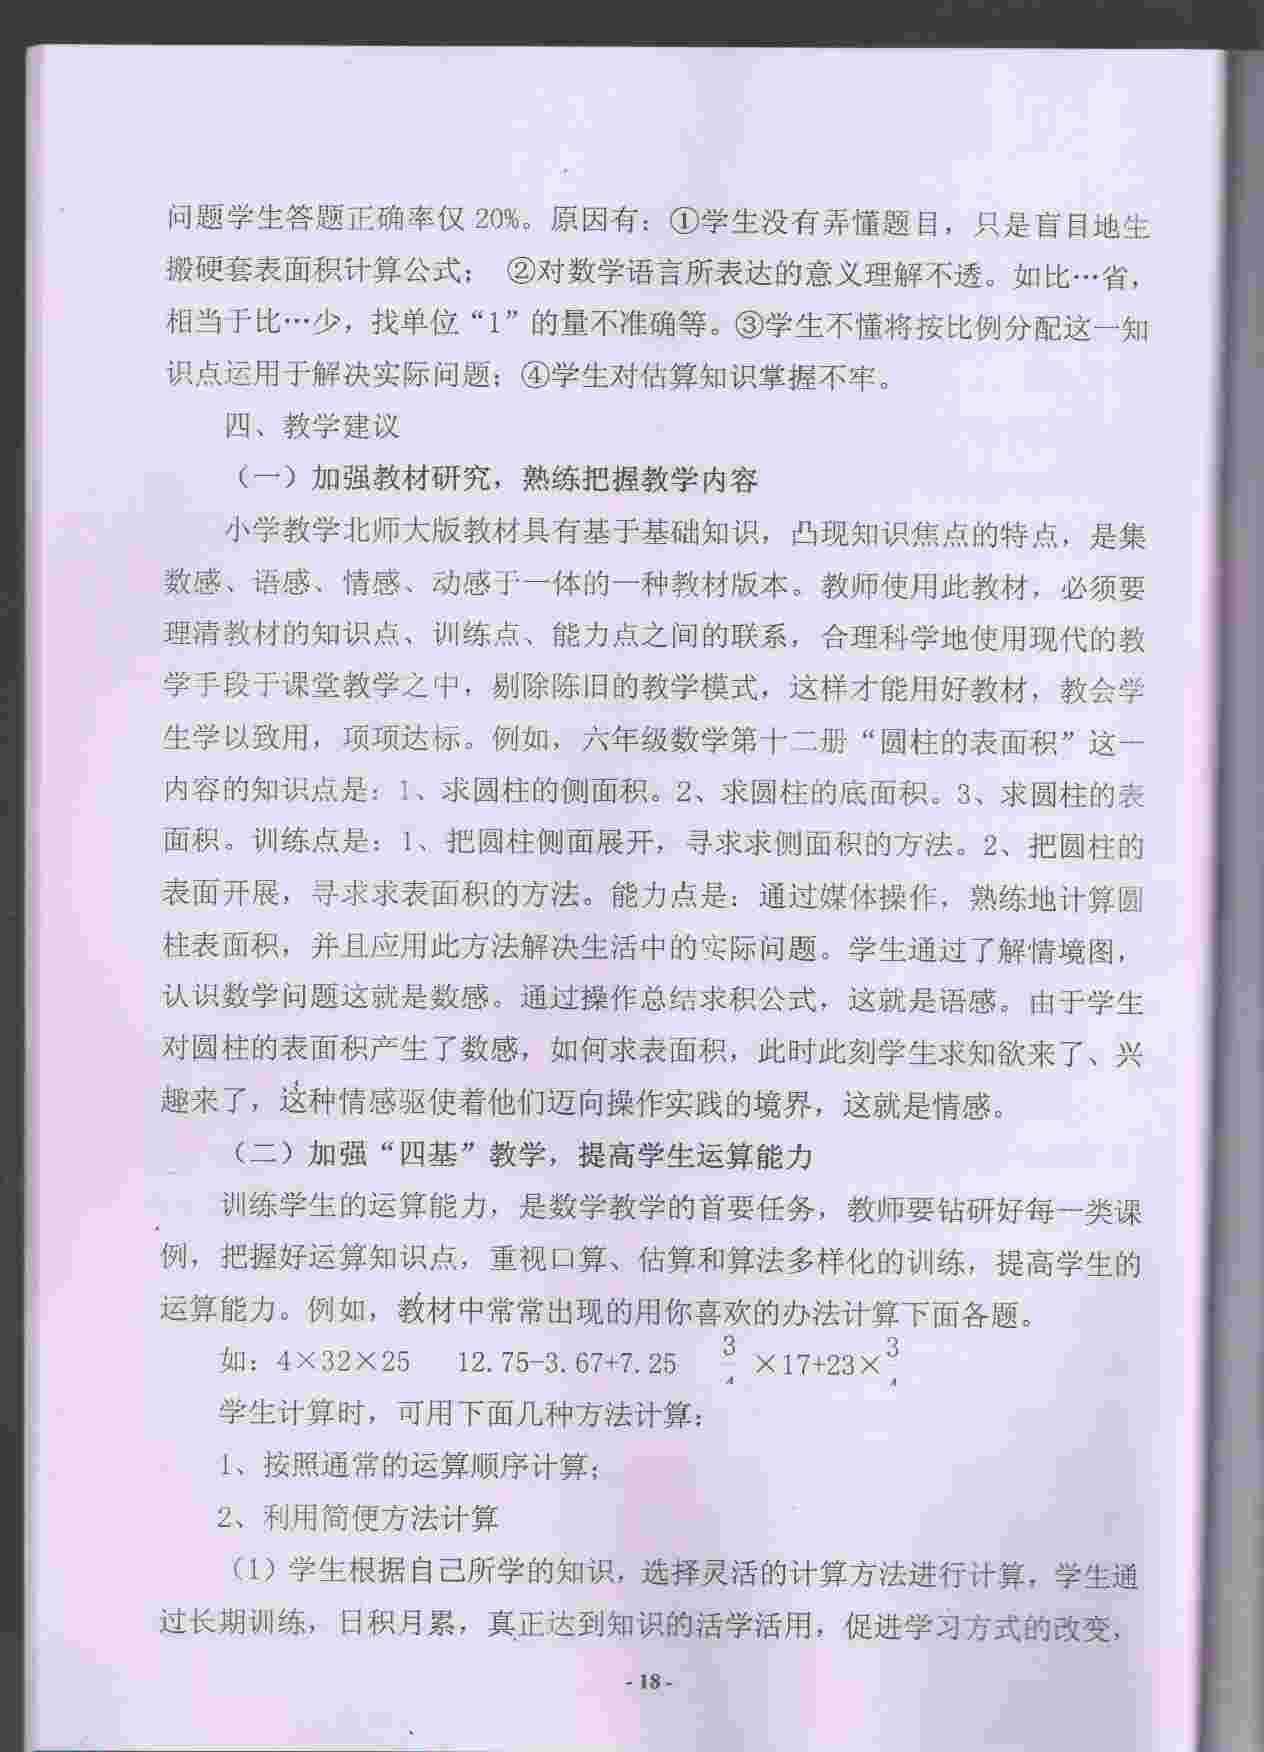 问题学生答题正确率仅 20%。原因有：①学生没有弄懂题目，只是盲目地生
搬硬套表面积计算公式； ②对数学语言所表达的意义理解不透。如比…省，
相当于比…少，找单位“1”的量不准确等。③学生不懂将按比例分配这一知
识点运用于解决实际问题；④学生对估算知识掌握不牢。
四、教学建议
（一）加强教材研究，熟练把握教学内容
小学教学北师大版教材具有基于基础知识，凸现知识焦点的特点，是集
数感、语感、情感、动感于一体的一种教材版本。教师使用此教材，必须要
理清教材的知识点、训练点、能力点之间的联系，合理科学地使用现代的教
学手段于课堂教学之中，剔除陈旧的教学模式，这样才能用好教材，教会学
生学以致用，项项达标。例如，六年级数学第十二册“圆柱的表面积”这一
内容的知识点是：1、求圆柱的侧面积。2、求圆柱的底面积。3、求圆柱的表
面积。训练点是：1、把圆柱侧面展开，寻求求侧面积的方法。2、把圆柱的
表面开展，寻求求表面积的方法。能力点是：通过媒体操作，熟练地计算圆
柱表面积，并且应用此方法解决生活中的实际问题。学生通过了解情境图，
认识数学问题这就是数感。通过操作总结求积公式，这就是语感。由于学生
对圆柱的表面积产生了数感，如何求表面积，此时此刻学生求知欲来了、兴
趣来了，这种情感驱使着他们迈向操作实践的境界，这就是情感。
（二）加强“四基”教学，提高学生运算能力
训练学生的运算能力，是数学教学的首要任务，教师要钻研好每一类课
例，把握好运算知识点，重视口算、估算和算法多样化的训练，提高学生的
运算能力。例如，教材中常常出现的用你喜欢的办法计算下面各题。
如：4×32×25 12.75-3.67+7.25 3/4 ×17+23×3/4
学生计算时，可用下面几种方法计算：
1、按照通常的运算顺序计算；
2、利用简便方法计算
（1）学生根据自己所学的知识，选择灵活的计算方法进行计算，学生通
过长期训练，日积月累，真正达到知识的活学活用，促进学习方式的改变，
- 18 -